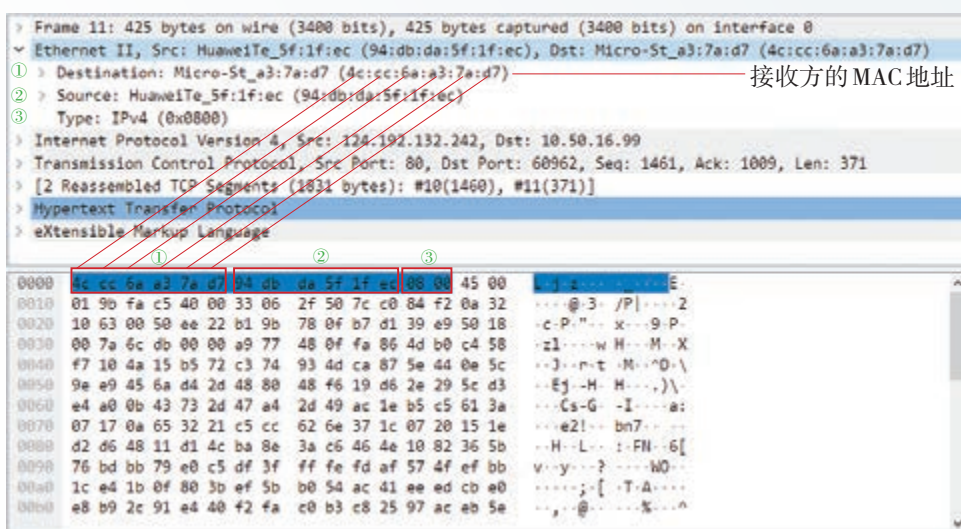 Frame 11: 425 bytes on wire (3400 bits), 425 bytes captured (3400 bits) on interface 0
Ethernet II, Src: HuaweiTe_5f:1f:ec (94:db:da:5f:1f:ec), Dst: Micro-St_a3:7a:d7 (4c:cc:6a:a3:7a:d7)
① Destination: Micro-St_a3:7a:d7 (4c:cc:6a:a3:7a:d7) 接收方的MAC地址
② Source: HuaweiTe_5f:1f:ec (94:db:da:5f:1f:ec)
③ Type: IPv4 (0x0800)
Internet Protocol Version 4, Src: 124.192.132.242, Dst: 10.50.16.99
Transmission Control Protocol, Src Port: 80, Dst Port: 60962, Seq: 1461, Ack: 1009, Len: 371
[2 Reassembled TCP Segments (1831 bytes): #10(1460), #11(371)]
Hypertext Transfer Protocol
eXtensible Markup Language
① ② ③
0000 4c cc 6a a3 7a d7 94 db da 5f 1f ec 08 00 45 00 L·j·z····_····E·
0010 01 9b fa c5 40 00 33 06 2f 50 7c c0 84 f2 0a 32 ····@·3· /P|····2
0020 10 63 00 50 ee 22 b1 9b 78 0f b7 d1 39 e9 50 18 ·c·P·"·· x···9·P·
0030 00 7a 6c db 00 00 a9 77 48 0f fa 86 4d b0 c4 58 ·zl····w H···M··X
0040 f7 10 4a 15 b5 72 c3 74 93 4d ca 87 5e 44 0e 5c ··J··r·t ·M··^D·\
0050 9e e9 45 6a d4 2d 48 80 48 f6 19 d6 2e 29 5c d3 ··Ej·-H· H···.)\·
0060 e4 a0 0b 43 73 2d 47 a4 2d 49 ac 1e b5 c5 61 3a ···Cs-G· -I····a:
0070 07 17 0a 65 32 21 c5 cc 62 6e 37 1c 07 20 15 1e ···e2!·· bn7·· ··
0080 d2 d6 48 11 d1 4c ba 8e 3a c6 46 4e 10 82 36 5b ··H··L·· :·FN··6[
0090 76 bd bb 79 e0 c5 df 3f ff fe fd af 57 4f ef bb v··y···? ····WO··
00a0 1c e4 1b 0f 80 3b ef 5b b0 54 ac 41 ee ed cb e0 ·····;·[ ·T·A····
00b0 e8 b9 2c 91 e4 40 f2 fa c0 b3 c8 25 97 ac eb 5e ··,··@·· ···%···^